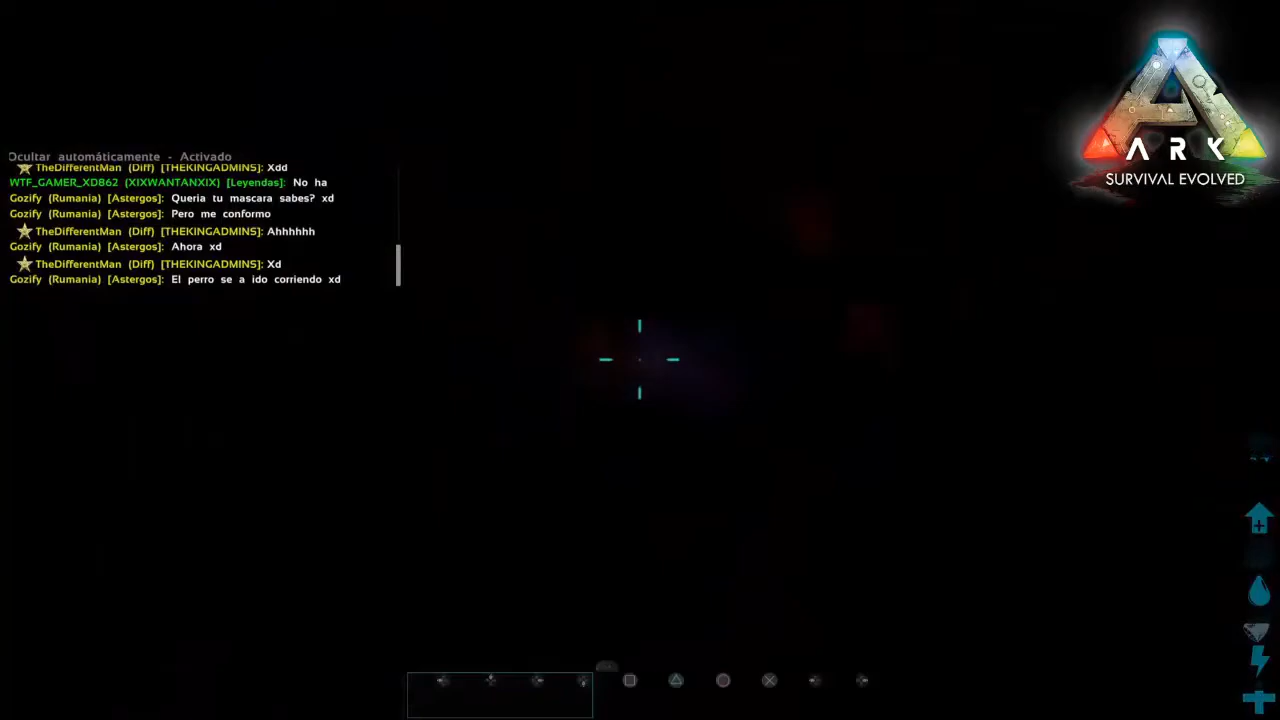 Ocultar automáticamente - Activado
TheDifferentMan (Diff) [THEKINGADMINS]: Xdd
WTF_GAMER_XD862 (XIXWANTANXIX) [Leyendas]: No ha
Gozify (Rumania) [Astergos]: Queria tu mascara sabes? xd
Gozify (Rumania) [Astergos]: Pero me conformo
TheDifferentMan (Diff) [THEKINGADMINS]: Ahhhhhh
Gozify (Rumania) [Astergos]: Ahora xd
TheDifferentMan (Diff) [THEKINGADMINS]: Xd
Gozify (Rumania) [Astergos]: El perro se a ido corriendo xd
ARK
SURVIVAL EVOLVED